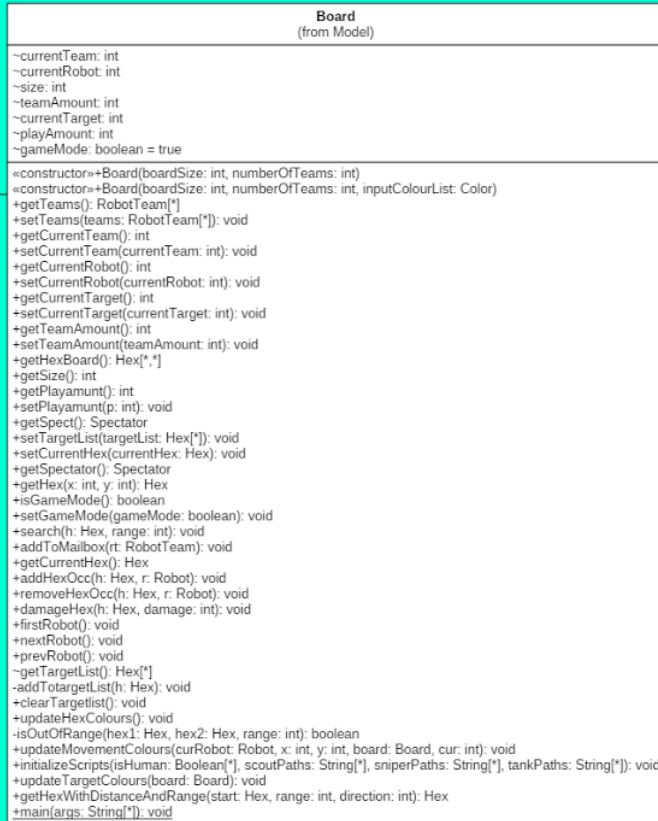 Board
(from Model)
~currentTeam: int
~currentRobot: int
~size: int
~teamAmount: int
~currentTarget: int
~playAmount: int
~gameMode: boolean = true
«constructor»+Board(boardSize: int, numberOfTeams: int)
«constructor»+Board(boardSize: int, numberOfTeams: int, inputColourList: Color)
+getTeams(): RobotTeam[*]
+setTeams(teams: RobotTeam[*]): void
+getCurrentTeam(): int
+setCurrentTeam(currentTeam: int): void
+getCurrentRobot(): int
+setCurrentRobot(currentRobot: int): void
+getCurrentTarget(): int
+setCurrentTarget(currentTarget: int): void
+getTeamAmount(): int
+setTeamAmount(teamAmount: int): void
+getHexBoard(): Hex[*,*]
+getSize(): int
+getPlayamunt(): int
+setPlayamunt(p: int): void
+getSpect(): Spectator
+setTargetList(targetList: Hex[*]): void
+setCurrentHex(currentHex: Hex): void
+getSpectator(): Spectator
+getHex(x: int, y: int): Hex
+isGameMode(): boolean
+setGameMode(gameMode: boolean): void
+search(h: Hex, range: int): void
+addToMailbox(rt: RobotTeam): void
+getCurrentHex(): Hex
+addHexOcc(h: Hex, r: Robot): void
+removeHexOcc(h: Hex, r: Robot): void
+damageHex(h: Hex, damage: int): void
+firstRobot(): void
+nextRobot(): void
+prevRobot(): void
~getTargetList(): Hex[*]
-addTotargetList(h: Hex): void
+clearTargetlist(): void
+updateHexColours(): void
-isOutOfRange(hex1: Hex, hex2: Hex, range: int): boolean
+updateMovementColours(curRobot: Robot, x: int, y: int, board: Board, cur: int): void
+initializeScripts(isHuman: Boolean[*], scoutPaths: String[*], sniperPaths: String[*], tankPaths: String[*]): void
+updateTargetColours(board: Board): void
+getHexWithDistanceAndRange(start: Hex, range: int, direction: int): Hex
+main(args: String[*]): void